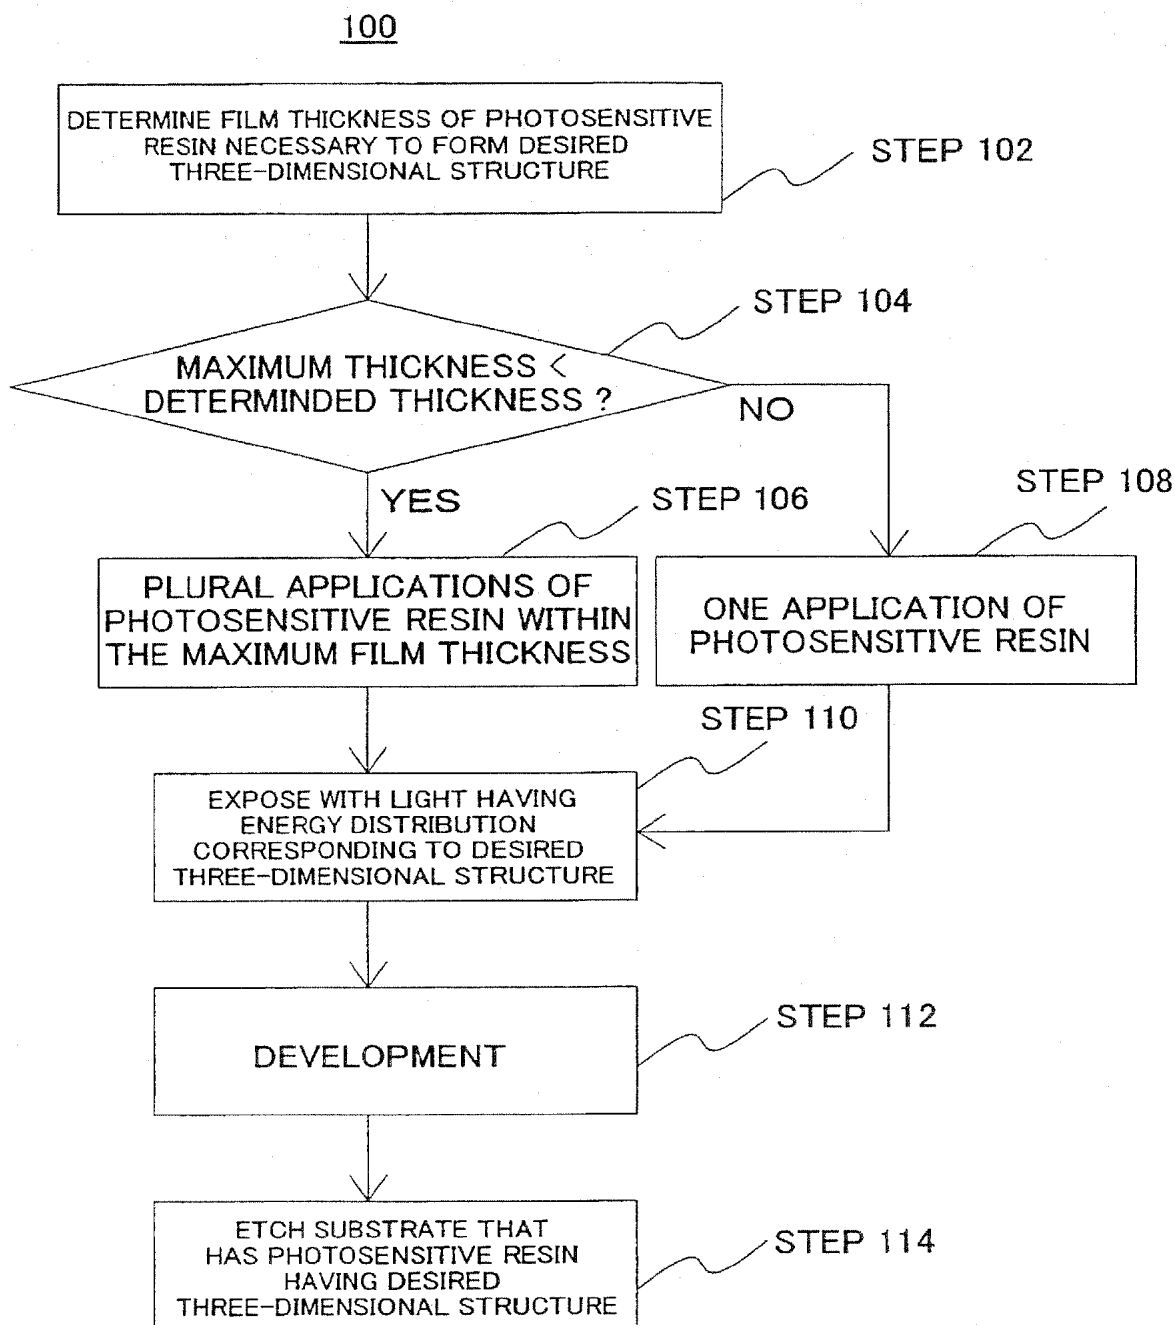 100
DETERMINE FILM THICKNESS OF PHOTOSENSITIVE
RESIN NECESSARY TO FORM DESIRED
THREE-DIMENSIONAL STRUCTURE
STEP 102
STEP 104
MAXIMUM THICKNESS <
DETERMINDED THICKNESS ?
NO
YES
STEP 106
STEP 108
PLURAL APPLICATIONS OF
PHOTOSENSITIVE RESIN WITHIN
THE MAXIMUM FILM THICKNESS
ONE APPLICATION OF
PHOTOSENSITIVE RESIN
STEP 110
EXPOSE WITH LIGHT HAVING
ENERGY DISTRIBUTION
CORRESPONDING TO DESIRED
THREE-DIMENSIONAL STRUCTURE
DEVELOPMENT
STEP 112
ETCH SUBSTRATE THAT
HAS PHOTOSENSITIVE RESIN
HAVING DESIRED
THREE-DIMENSIONAL STRUCTURE
STEP 114